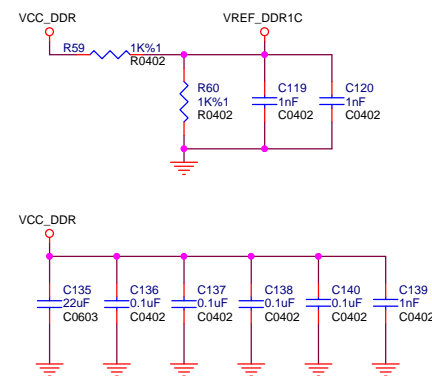 VCC_DDR VREF_DDR1C
R59 1K%1
R0402
R60 C119 C120
1K%1 1nF 1nF
R0402 C0402 C0402
VCC_DDR
C135 C136 C137 C138 C140 C139
22uF 0.1uF 0.1uF 0.1uF 0.1uF 1nF
C0603 C0402 C0402 C0402 C0402 C0402